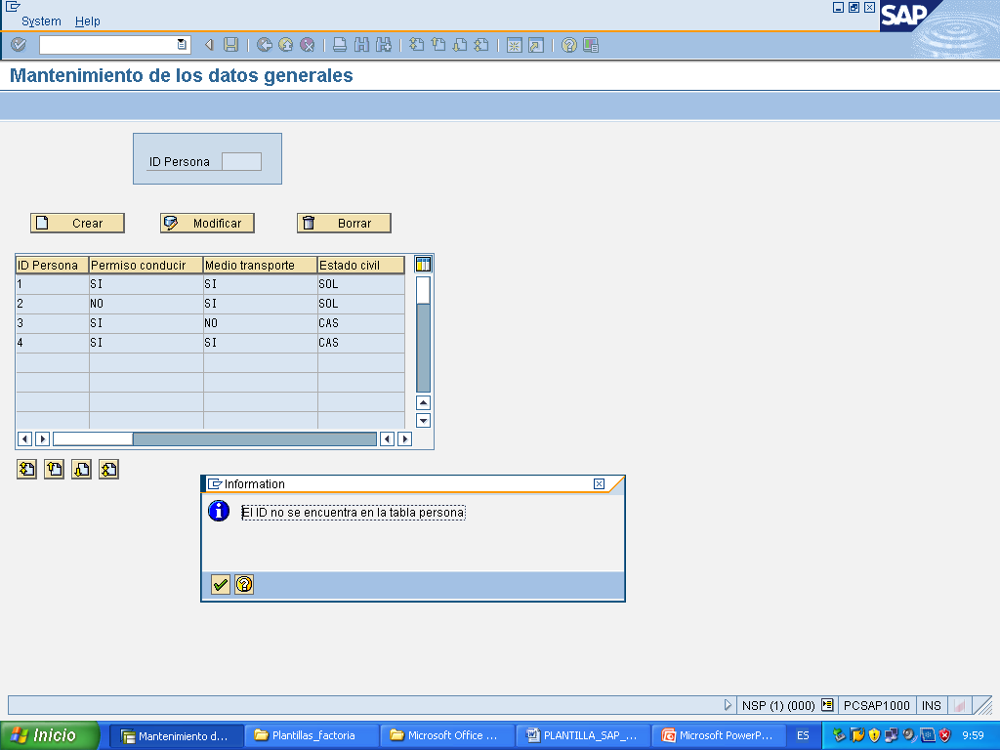 System Help
SAP
Mantenimiento de los datos generales
ID Persona
Crear Modificar Borrar
ID Persona Permiso conducir Medio transporte Estado civil
1 SI SI SOL
2 NO SI SOL
3 SI NO CAS
4 SI SI CAS
Information
El ID no se encuentra en la tabla persona
NSP (1) (000) PCSAP1000 INS
Inicio Mantenimiento d... Plantillas_factoria Microsoft Office ... PLANTILLA_SAP_... Microsoft PowerP... ES 9:59